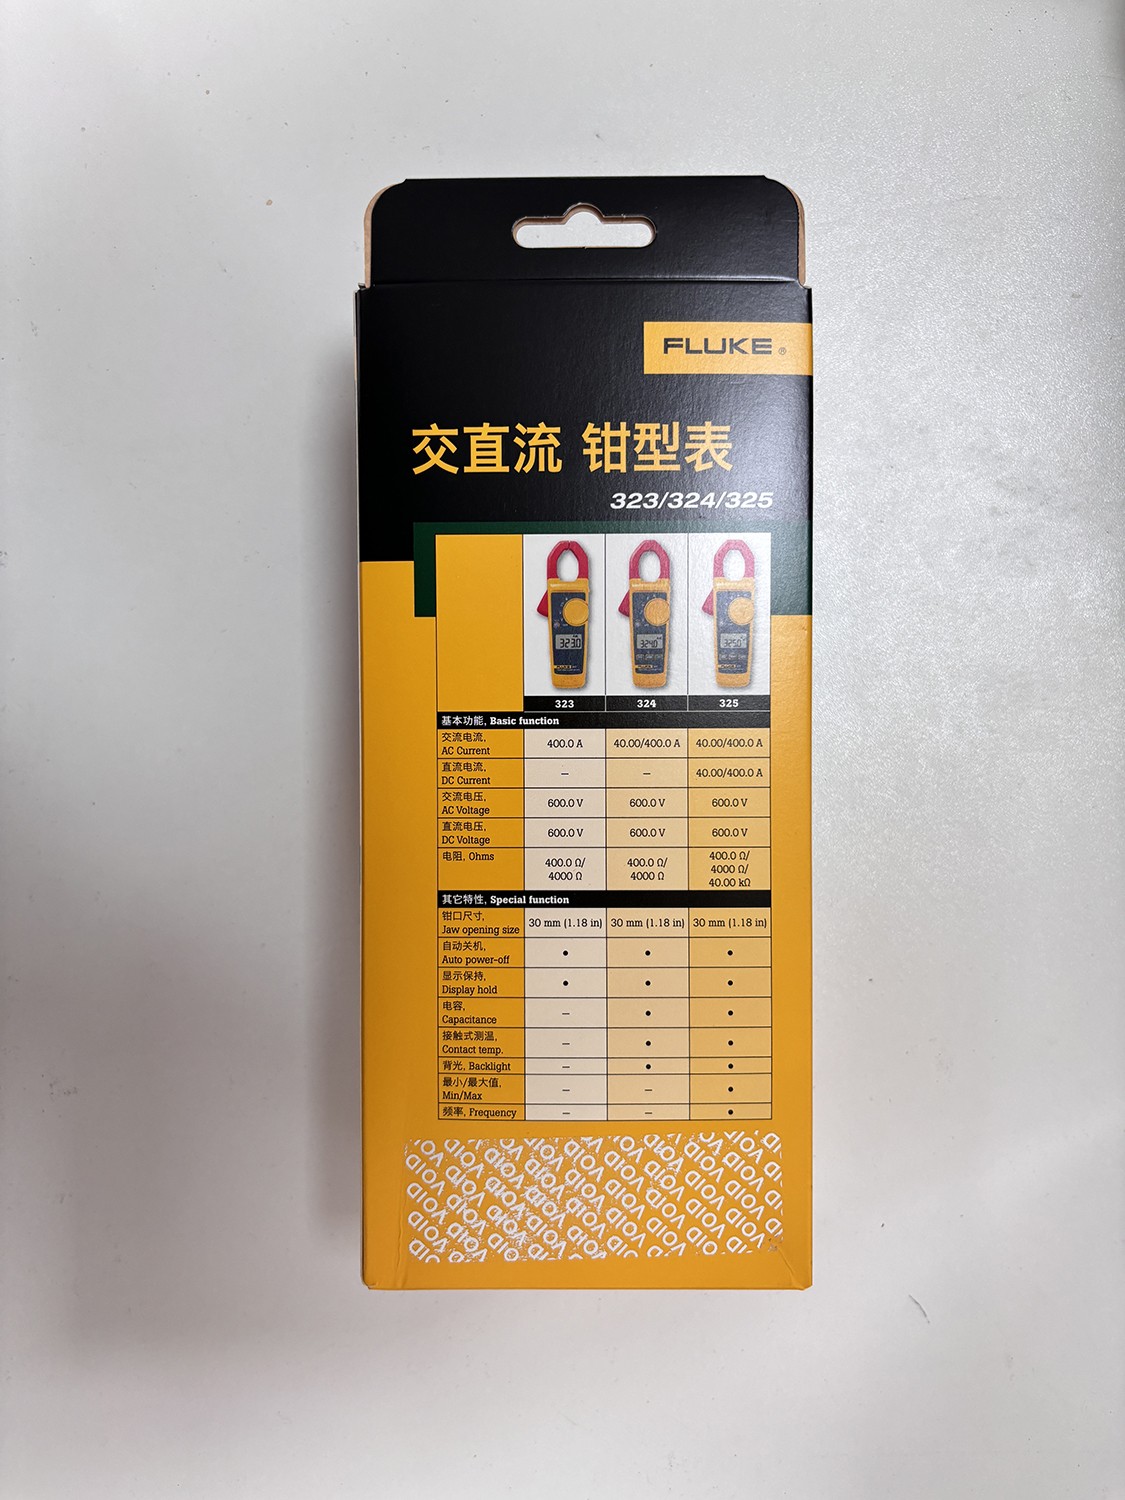 FLUKE®
交直流 钳型表
323/324/325
323 324 325
基本功能, Basic function
交流电流,
AC Current 400.0 A 40.00/400.0 A 40.00/400.0 A
直流电流,
DC Current – – 40.00/400.0 A
交流电压,
AC Voltage 600.0 V 600.0 V 600.0 V
直流电压,
DC Voltage 600.0 V 600.0 V 600.0 V
电阻, Ohms 400.0 Ω/ 400.0 Ω/ 400.0 Ω/
4000 Ω 4000 Ω 4000 Ω/
40.00 kΩ
其它特性, Special function
钳口尺寸,
Jaw opening size 30 mm (1.18 in) 30 mm (1.18 in) 30 mm (1.18 in)
自动关机,
Auto power-off • • •
显示保持,
Display hold • • •
电容,
Capacitance – • •
接触式测温,
Contact temp. – • •
背光, Backlight – • •
最小/最大值,
Min/Max – – •
频率, Frequency – – •
VOID VOID VOID VOID VOID VOID VOID VOID